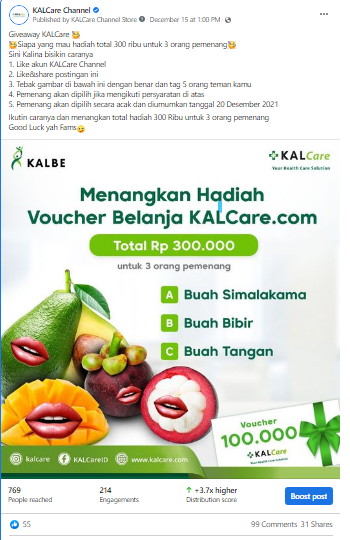 KALCare Channel
Published by KALCare Channel Store · December 15 at 1:00 PM ·
Giveaway KALCare
Siapa yang mau hadiah total 300 ribu untuk 3 orang pemenang
Sini Kalina bisikin caranya
1. Like akun KALCare Channel
2. Like&share postingan ini
3. Tebak gambar di bawah ini dengan benar dan tag 5 orang teman kamu
4. Pemenang akan dipilih jika mengikuti persyaratan di atas
5. Pemenang akan dipilih secara acak dan diumumkan tanggal 20 Desember 2021
Ikutin caranya dan menangkan total hadiah 300 Ribu untuk 3 orang pemenang
Good Luck yah Fams
KALBE
KALCare
Your Health Care Solution
Menangkan Hadiah
Voucher Belanja KALCare.com
Total Rp 300.000
untuk 3 orang pemenang
A Buah Simalakama
B Buah Bibir
C Buah Tangan
Voucher
100.000
KALCare
Your Health Care Solution
kalcare KALCareID www.kalcare.com
769 214 +3.7x higher
People reached Engagements Distribution score
Boost post
55 99 Comments 31 Shares